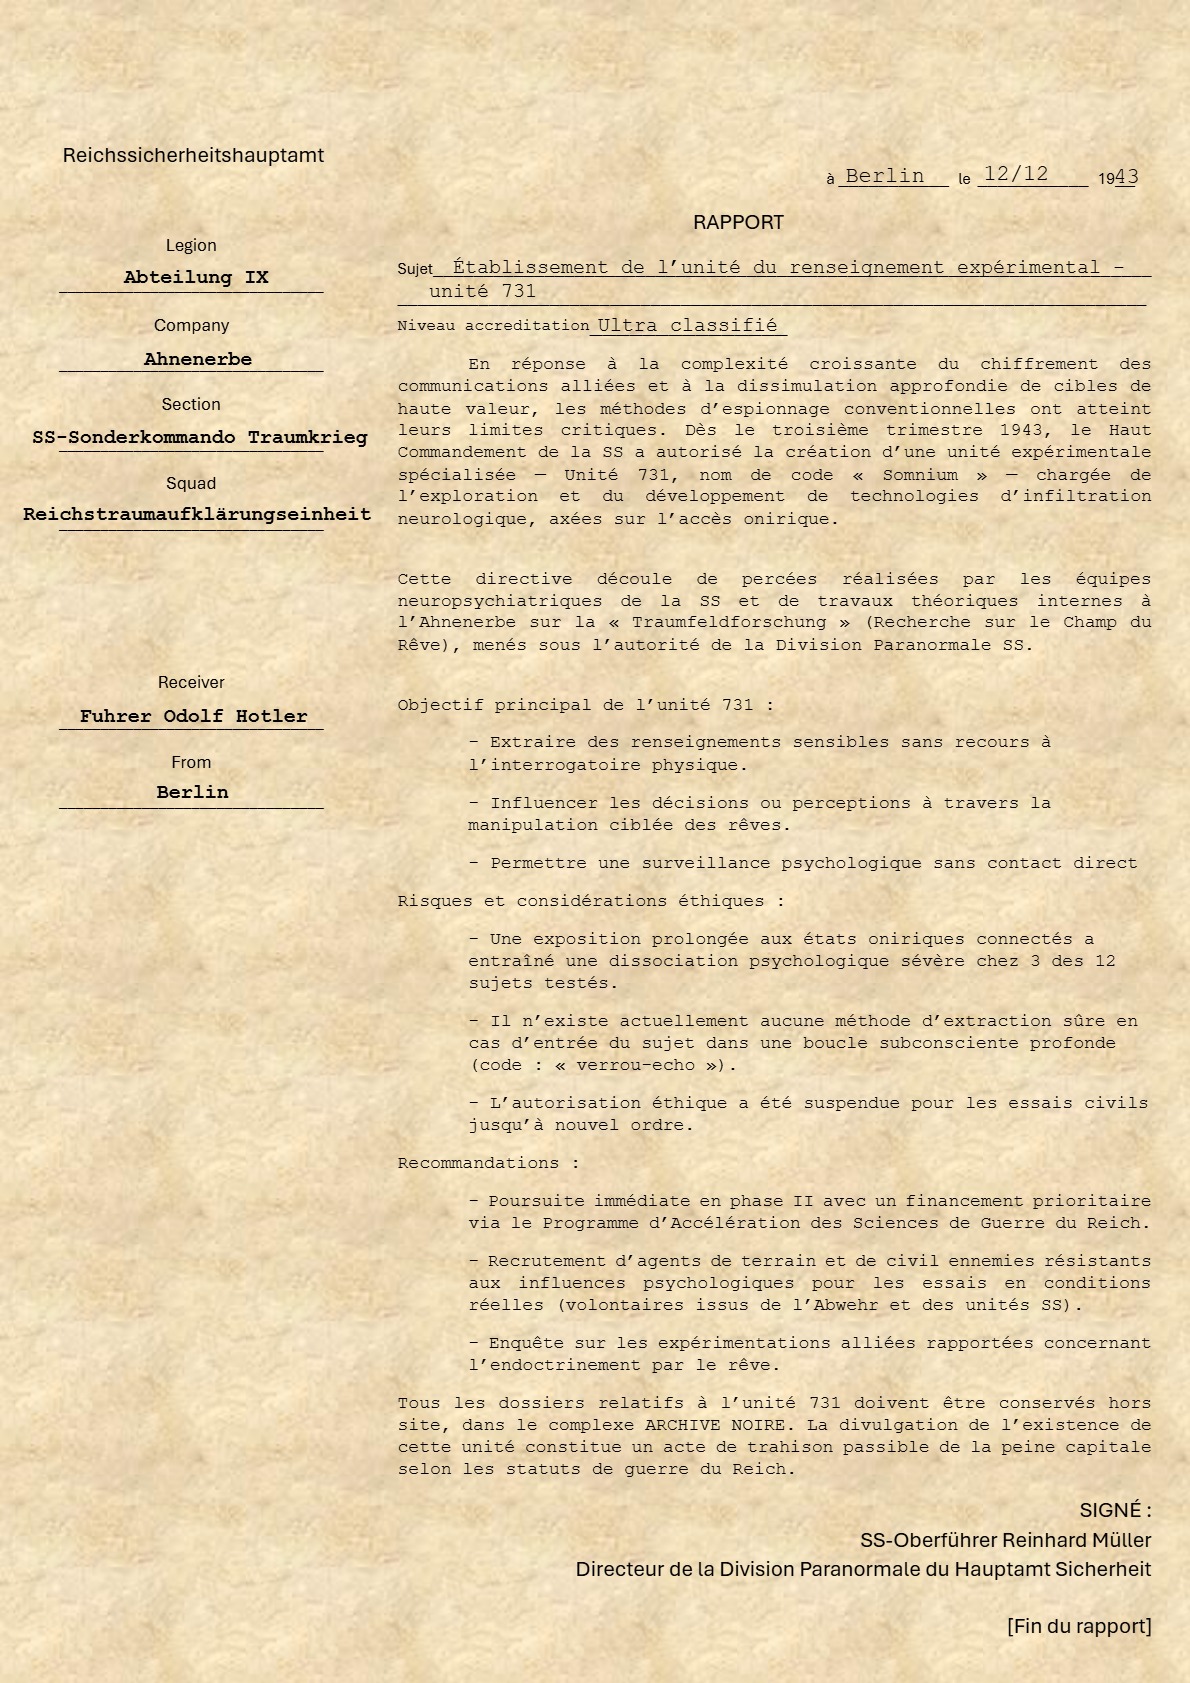 Reichssicherheitshauptamt
à Berlin le 12/12 1943
RAPPORT
Legion
Abteilung IX
Company
Ahnenerbe
Section
SS-Sonderkommando Traumkrieg
Squad
Reichstraumaufklärungseinheit
Receiver
Fuhrer Odolf Hotler
From
Berlin
Sujet Établissement de l’unité du renseignement expérimental –
unité 731
Niveau accreditation Ultra classifié
En réponse à la complexité croissante du chiffrement des
communications alliées et à la dissimulation approfondie de cibles de
haute valeur, les méthodes d’espionnage conventionnelles ont atteint
leurs limites critiques. Dès le troisième trimestre 1943, le Haut
Commandement de la SS a autorisé la création d’une unité expérimentale
spécialisée — Unité 731, nom de code « Somnium » — chargée de
l’exploration et du développement de technologies d’infiltration
neurologique, axées sur l’accès onirique.
Cette directive découle de percées réalisées par les équipes
neuropsychiatriques de la SS et de travaux théoriques internes à
l’Ahnenerbe sur la « Traumfeldforschung » (Recherche sur le Champ du
Rêve), menés sous l’autorité de la Division Paranormale SS.
Objectif principal de l’unité 731 :
– Extraire des renseignements sensibles sans recours à
l’interrogatoire physique.
– Influencer les décisions ou perceptions à travers la
manipulation ciblée des rêves.
– Permettre une surveillance psychologique sans contact direct
Risques et considérations éthiques :
– Une exposition prolongée aux états oniriques connectés a
entraîné une dissociation psychologique sévère chez 3 des 12
sujets testés.
– Il n’existe actuellement aucune méthode d’extraction sûre en
cas d’entrée du sujet dans une boucle subconsciente profonde
(code : « verrou-echo »).
– L’autorisation éthique a été suspendue pour les essais civils
jusqu’à nouvel ordre.
Recommandations :
– Poursuite immédiate en phase II avec un financement prioritaire
via le Programme d’Accélération des Sciences de Guerre du Reich.
– Recrutement d’agents de terrain et de civil ennemies résistants
aux influences psychologiques pour les essais en conditions
réelles (volontaires issus de l’Abwehr et des unités SS).
– Enquête sur les expérimentations alliées rapportées concernant
l’endoctrinement par le rêve.
Tous les dossiers relatifs à l’unité 731 doivent être conservés hors
site, dans le complexe ARCHIVE NOIRE. La divulgation de l’existence de
cette unité constitue un acte de trahison passible de la peine capitale
selon les statuts de guerre du Reich.
SIGNÉ :
SS-Oberführer Reinhard Müller
Directeur de la Division Paranormale du Hauptamt Sicherheit
[Fin du rapport]